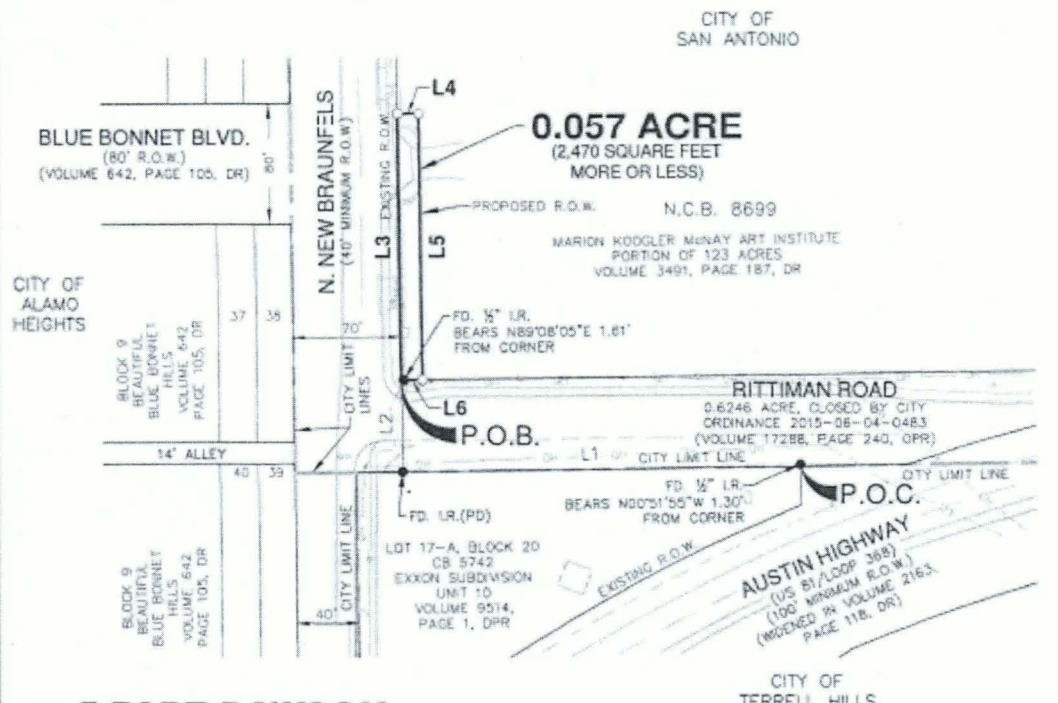 CITY OF
SAN ANTONIO
L4
0.057 ACRE
(2,470 SQUARE FEET
MORE OR LESS)
BLUE BONNET BLVD.
(80' R.O.W.)
(VOLUME 642, PAGE 105, DR)
80'
N. NEW BRAUNFELS
(40' MINIMUM R.O.W)
EXISTING R.O.W.
PROPOSED R.O.W.
N.C.B. 8699
L3
L5
MARION KOOGLER McNAY ART INSTITUTE
PORTION OF 123 ACRES
VOLUME 3491, PAGE 187, DR
CITY OF
ALAMO
HEIGHTS
37
38
BLOCK 9
BEAUTIFUL
BLUE BONNET
HILLS
VOLUME 642
PAGE 105, DR
70'
CITY LIMIT
LINES
FD. ½" I.R.
BEARS N89°08'05"E 1.61'
FROM CORNER
L6
L2
P.O.B.
RITTIMAN ROAD
0.6246 ACRE, CLOSED BY CITY
ORDINANCE 2015-06-04-0483
(VOLUME 17288, PAGE 240, OPR)
14' ALLEY
L1
CITY LIMIT LINE
40
39
CITY LIMIT LINE
FD. ½" I.R.
BEARS N00°51'55"W 1.30'
FROM CORNER
P.O.C.
FD. I.R.(PD)
CITY LIMIT LINE
LOT 17-A, BLOCK 20
CB 5742
EXXON SUBDIVISION
UNIT 10
VOLUME 9514,
PAGE 1, DPR
BLOCK 9
BEAUTIFUL
BLUE BONNET
HILLS
VOLUME 642
PAGE 105, DR
40'
EXISTING R.O.W
AUSTIN HIGHWAY
(US 81/LOOP 368)
(100' MINIMUM R.O.W.)
(WIDENED IN VOLUME 2163,
PAGE 118, DR)
CITY OF
TERRELL HILLS